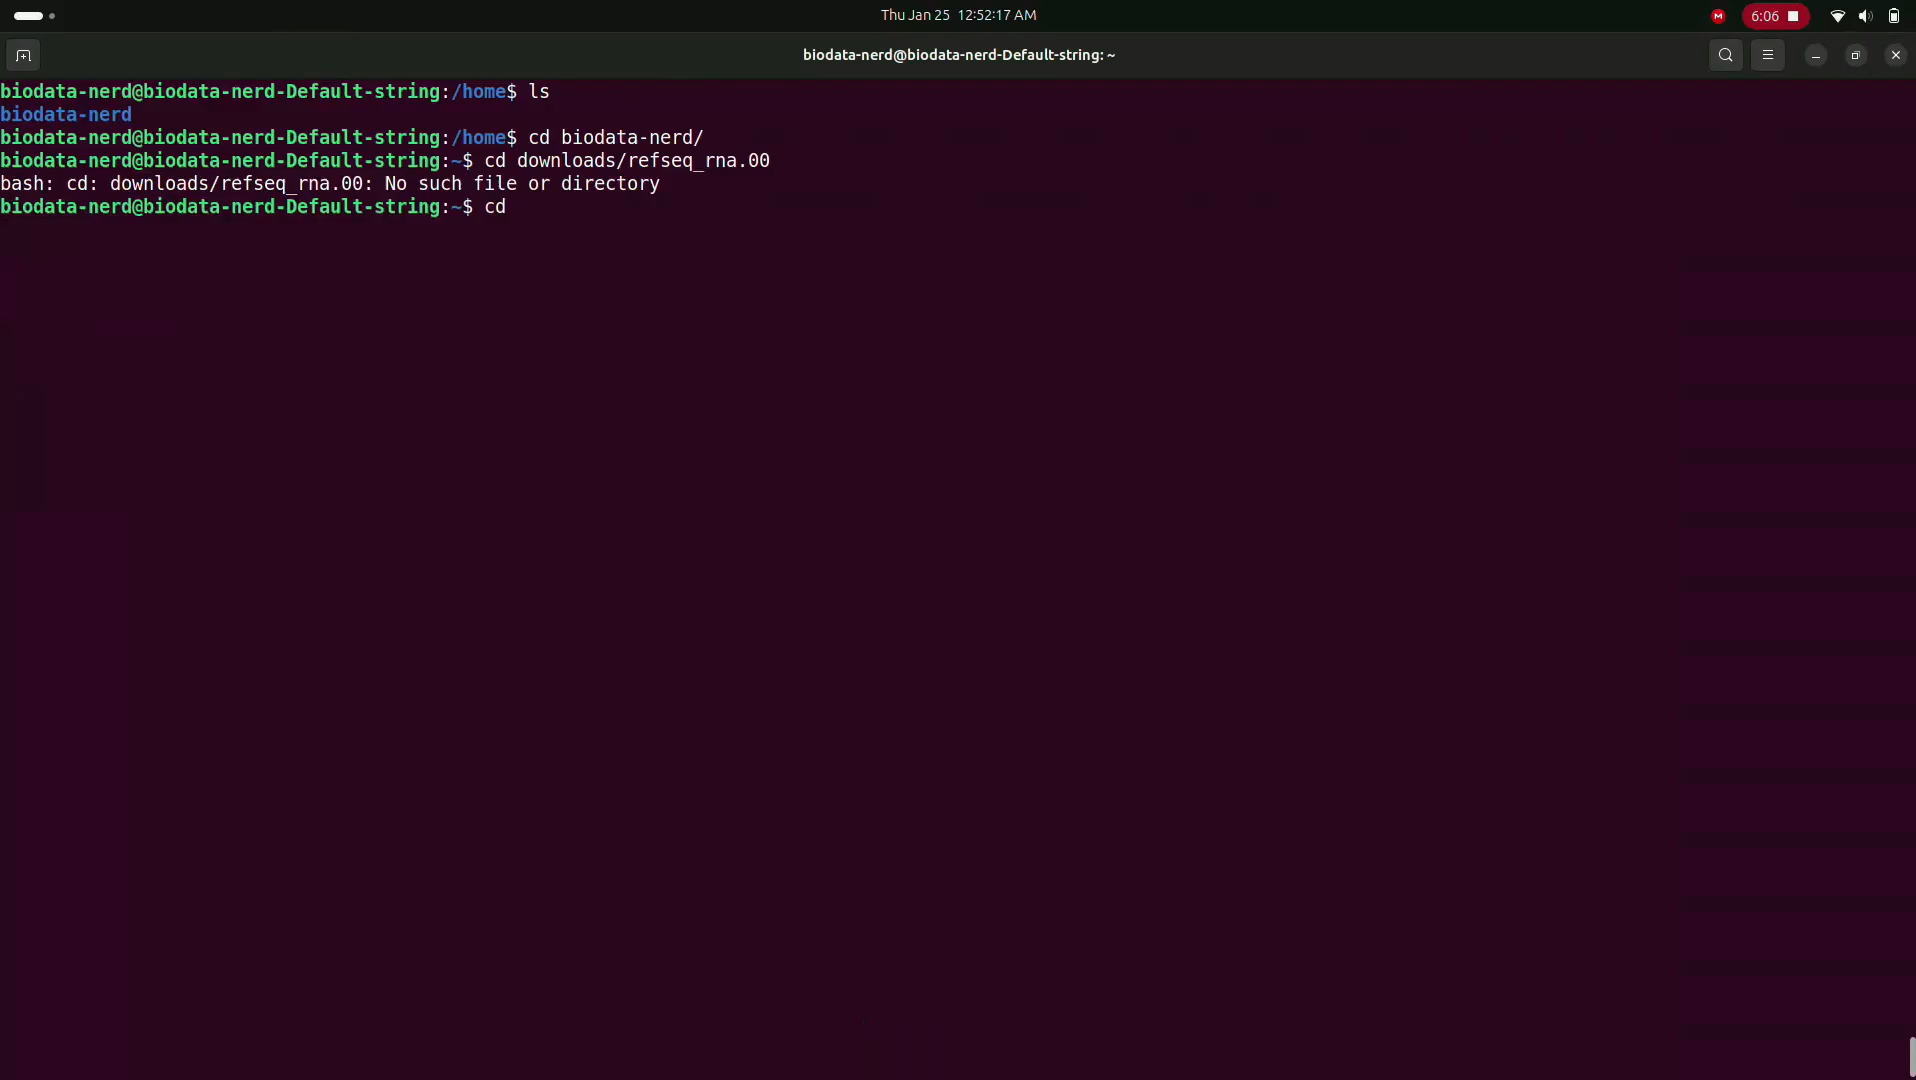 Thu Jan 25 12:52:17 AM
M
6:06
biodata-nerd@biodata-nerd-Default-string: ~
biodata-nerd@biodata-nerd-Default-string:/home$ ls
biodata-nerd
biodata-nerd@biodata-nerd-Default-string:/home$ cd biodata-nerd/
biodata-nerd@biodata-nerd-Default-string:~$ cd downloads/refseq_rna.00
bash: cd: downloads/refseq_rna.00: No such file or directory
biodata-nerd@biodata-nerd-Default-string:~$ cd